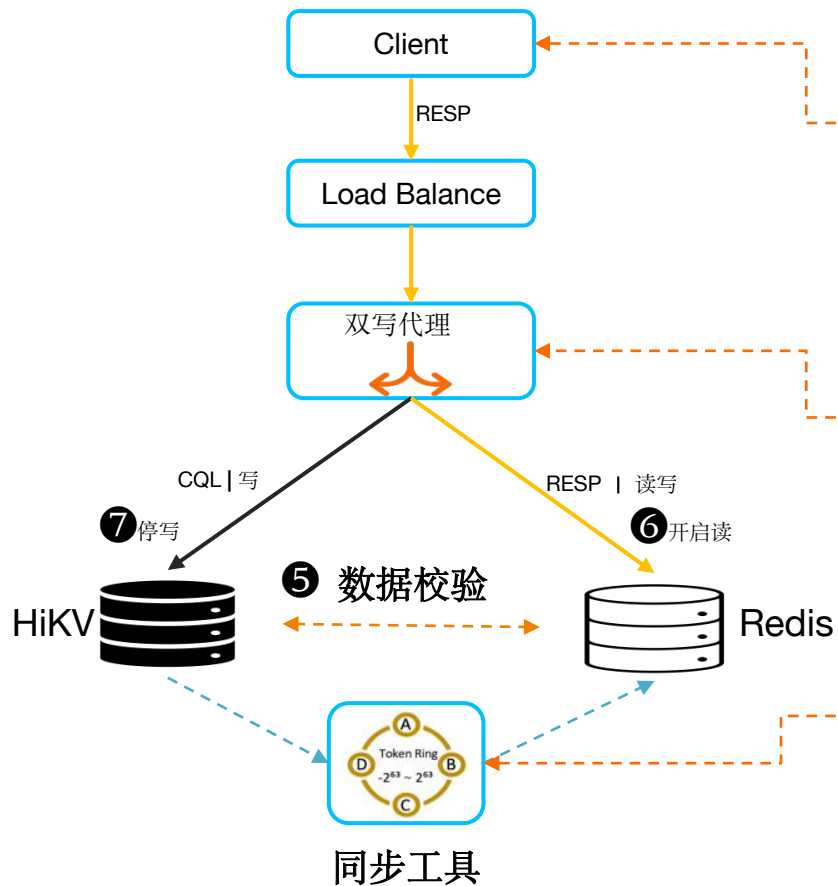 Client
RESP
Load Balance
双写代理
CQL | 写
RESP | 读写
❼停写
❻开启读
❺ 数据校验
HiKV
Redis
A
Token Ring
D
B
-2⁶³ ~ 2⁶³
C
同步工具